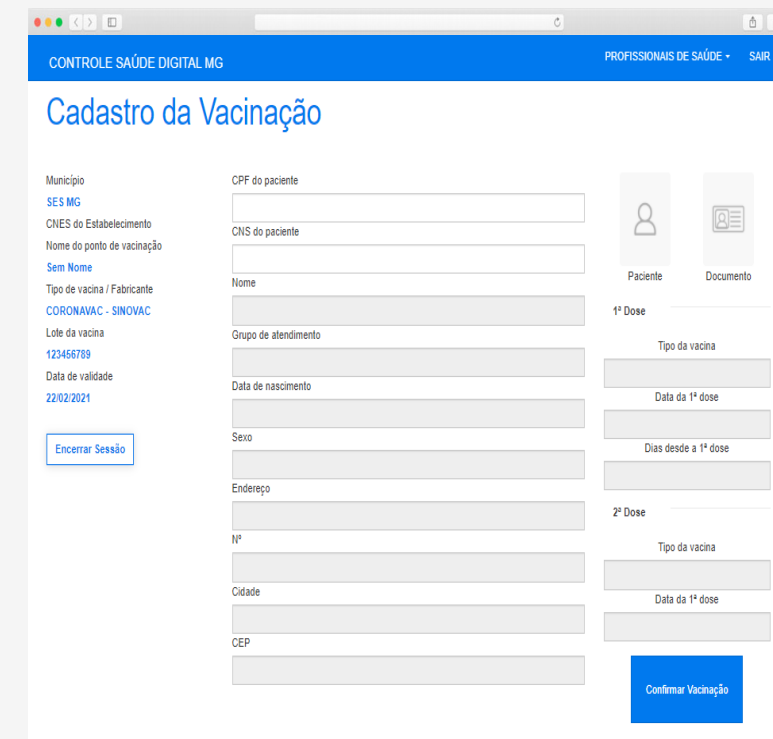 CONTROLE SAÚDE DIGITAL MG
PROFISSIONAIS DE SAÚDE
SAIR
Cadastro da Vacinação
Município
SES MG
CNES do Estabelecimento
Nome do ponto de vacinação
Sem Nome
Tipo de vacina / Fabricante
CORONAVAC - SINOVAC
Lote da vacina
123456789
Data de validade
22/02/2021
Encerrar Sessão
CPF do paciente
CNS do paciente
Nome
Grupo de atendimento
Data de nascimento
Sexo
Endereço
Nº
Cidade
CEP
Paciente
Documento
1ª Dose
Tipo da vacina
Data da 1ª dose
Dias desde a 1ª dose
2ª Dose
Tipo da vacina
Data da 1ª dose
Confirmar Vacinação